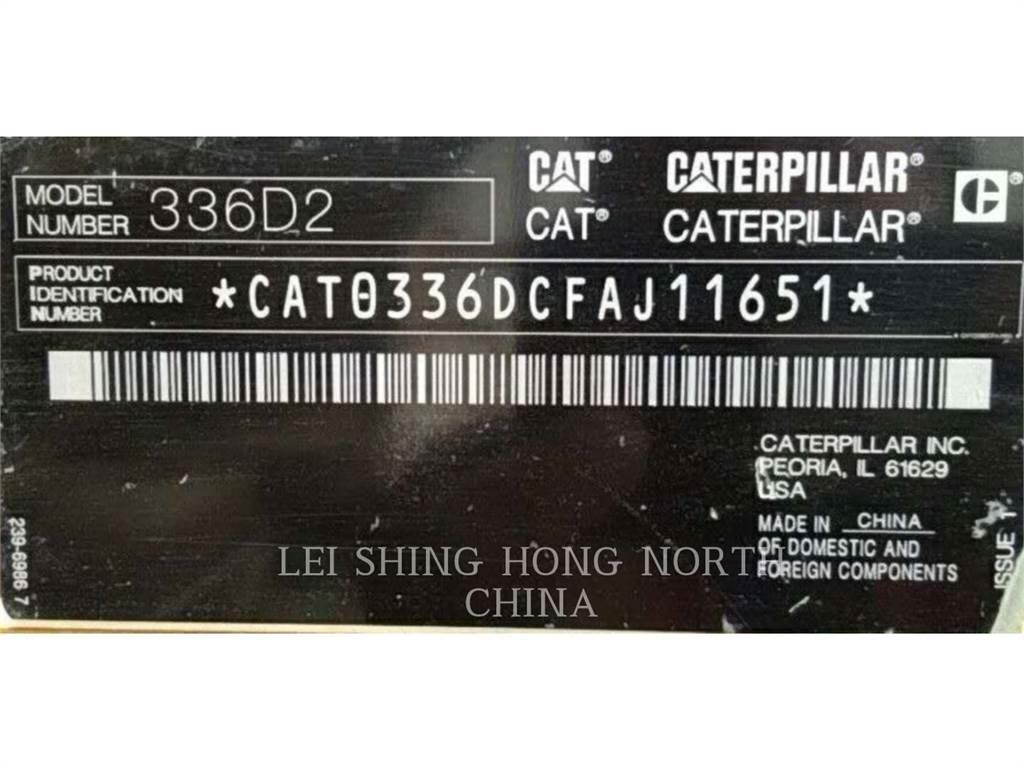 CAT® CATERPILLAR®
CAT® CATERPILLAR®
MODEL
NUMBER 336D2
PRODUCT
IDENTIFICATION
NUMBER
*CAT0336DCFAJ11651*
CATERPILLAR INC.
PEORIA, IL 61629
USA
MADE IN CHINA
OF DOMESTIC AND
FOREIGN COMPONENTS
ISSUE 1
239-6986 7
LEI SHING HONG NORTH
CHINA